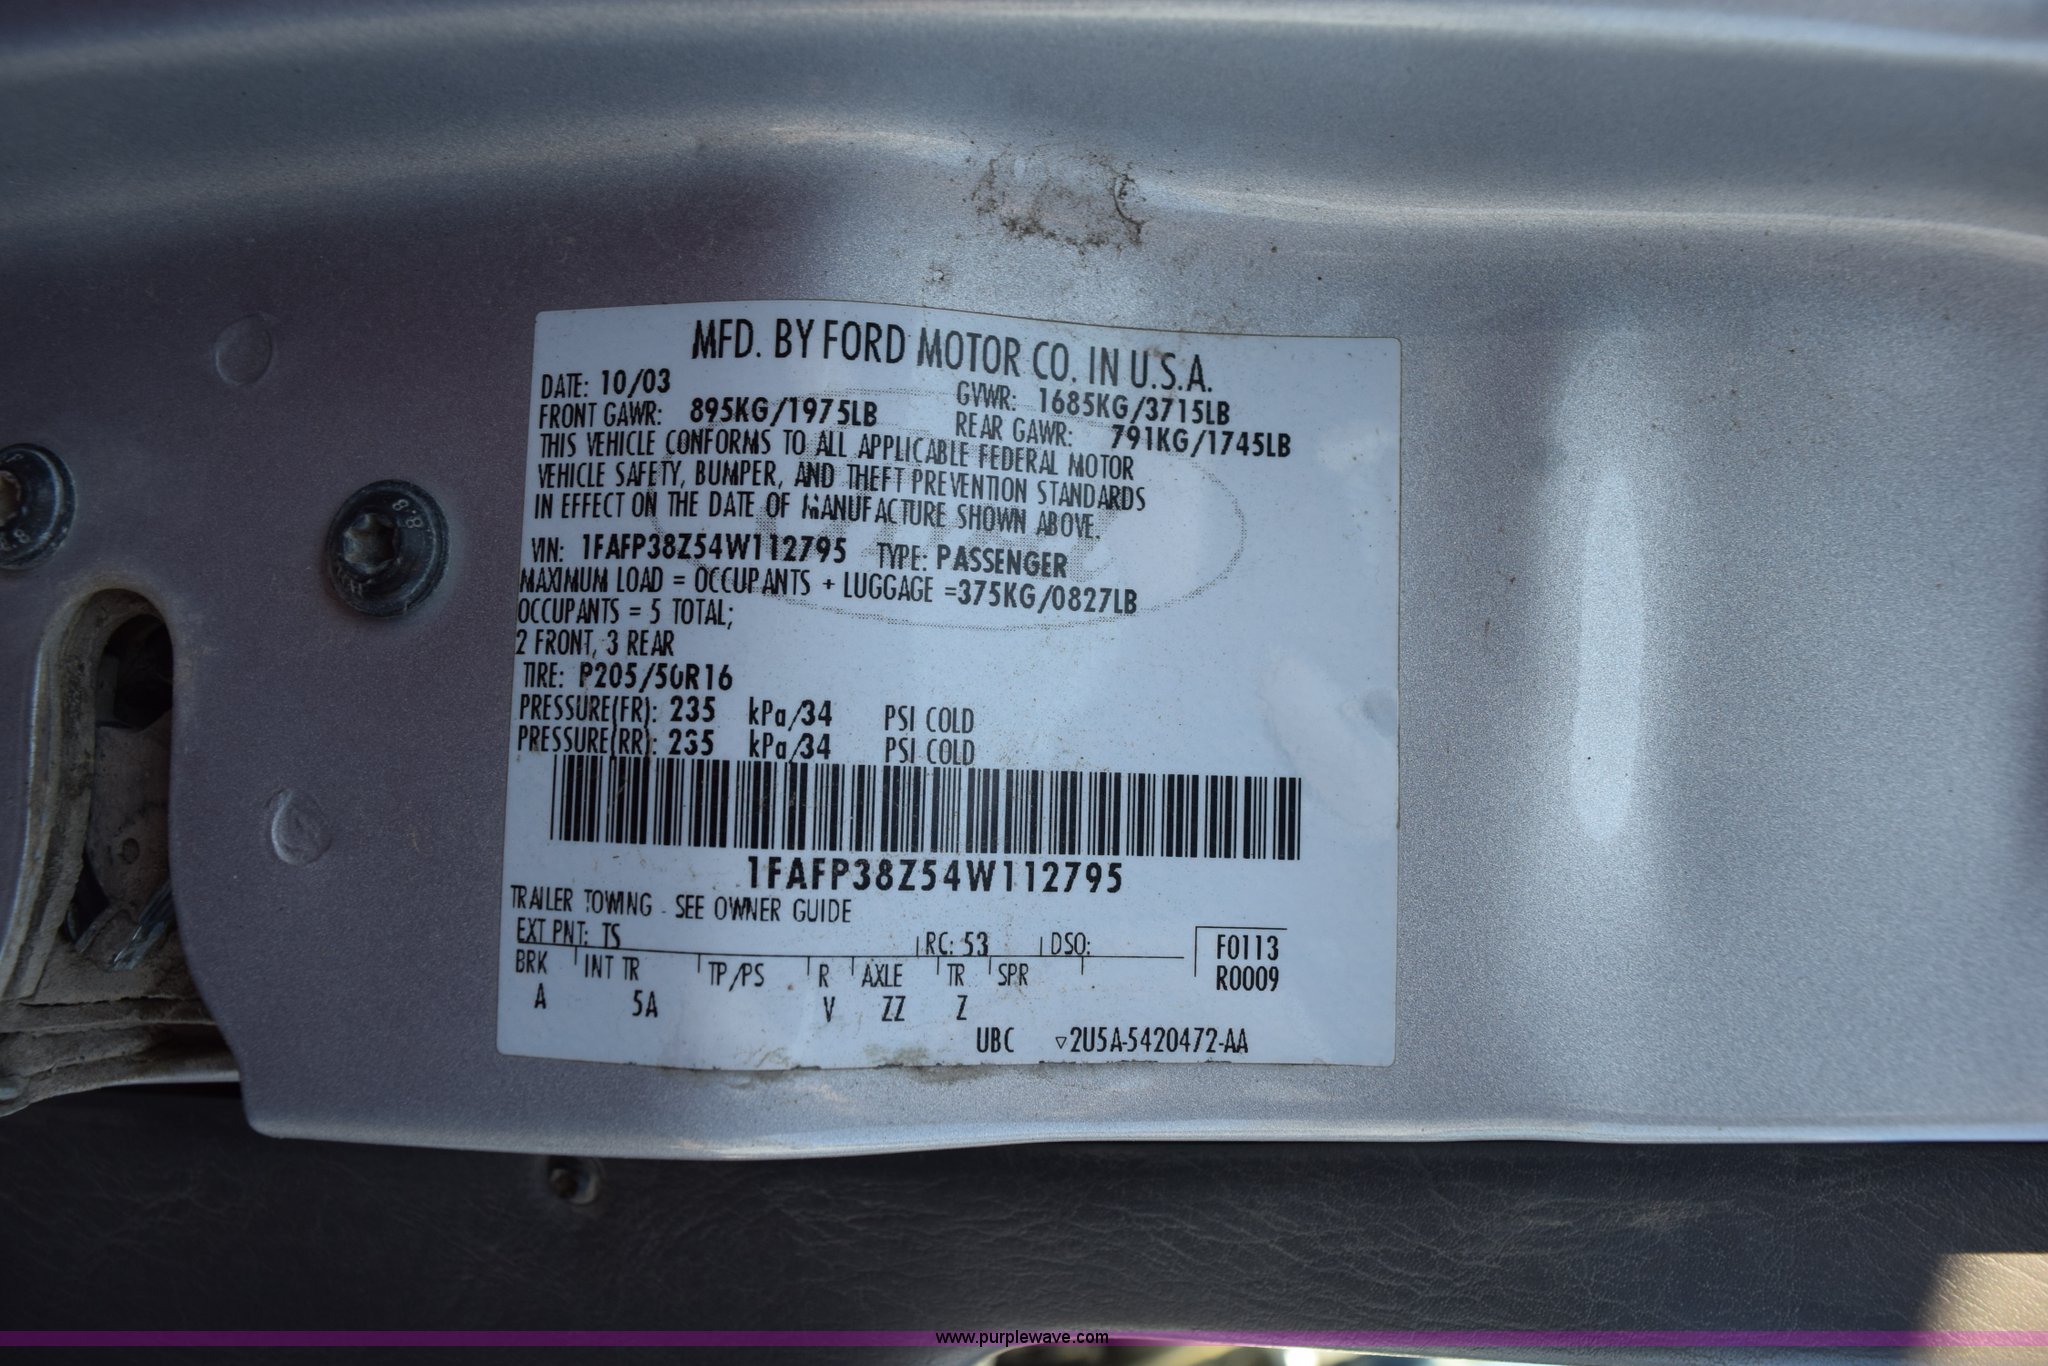 MFD. BY FORD MOTOR CO. IN U.S.A.
DATE: 10/03 GVWR: 1685KG/3715LB
FRONT GAWR: 895KG/1975LB REAR GAWR: 791KG/1745LB
THIS VEHICLE CONFORMS TO ALL APPLICABLE FEDERAL MOTOR
VEHICLE SAFETY, BUMPER, AND THEFT PREVENTION STANDARDS
IN EFFECT ON THE DATE OF MANUFACTURE SHOWN ABOVE.
VIN: 1FAFP38Z54W112795 TYPE: PASSENGER
MAXIMUM LOAD = OCCUPANTS + LUGGAGE =375KG/0827LB
OCCUPANTS = 5 TOTAL;
2 FRONT, 3 REAR
TIRE: P205/50R16
PRESSURE(FR): 235 kPa/34 PSI COLD
PRESSURE(RR): 235 kPa/34 PSI COLD
1FAFP38Z54W112795
TRAILER TOWING - SEE OWNER GUIDE
EXT PNT: TS RC: 53 DSO: F0113
BRK INT TR TP/PS R AXLE TR SPR R0009
A 5A V ZZ Z
UBC ▽2U5A-5420472-AA
8.8
www.purplewave.com